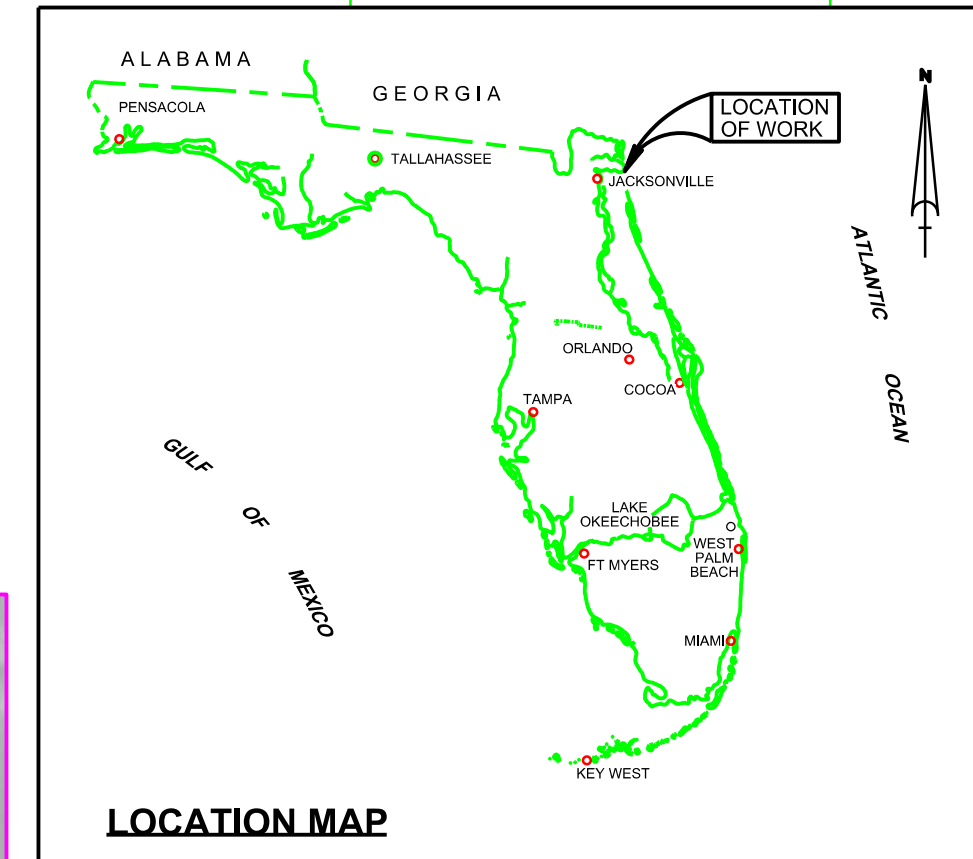 ALABAMA
PENSACOLA
GEORGIA
TALLAHASSEE
LOCATION
OF WORK
N
JACKSONVILLE
ATLANTIC
OCEAN
ORLANDO
COCOA
TAMPA
GULF
OF
MEXICO
LAKE
OKEECHOBEE
FT MYERS
WEST
PALM
BEACH
MIAMI
KEY WEST
LOCATION MAP